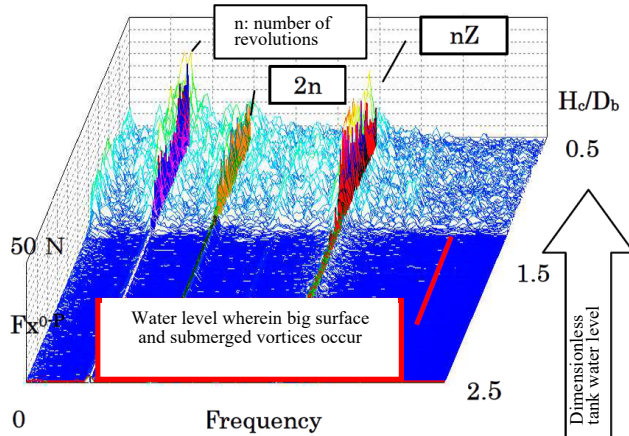 n: number of
revolutions
nZ
2n
Hc/Db
0.5
50 N
1.5
Fx0-P
Water level wherein big surface
and submerged vortices occur
2.5
0
Frequency
Dimensionless
tank water level